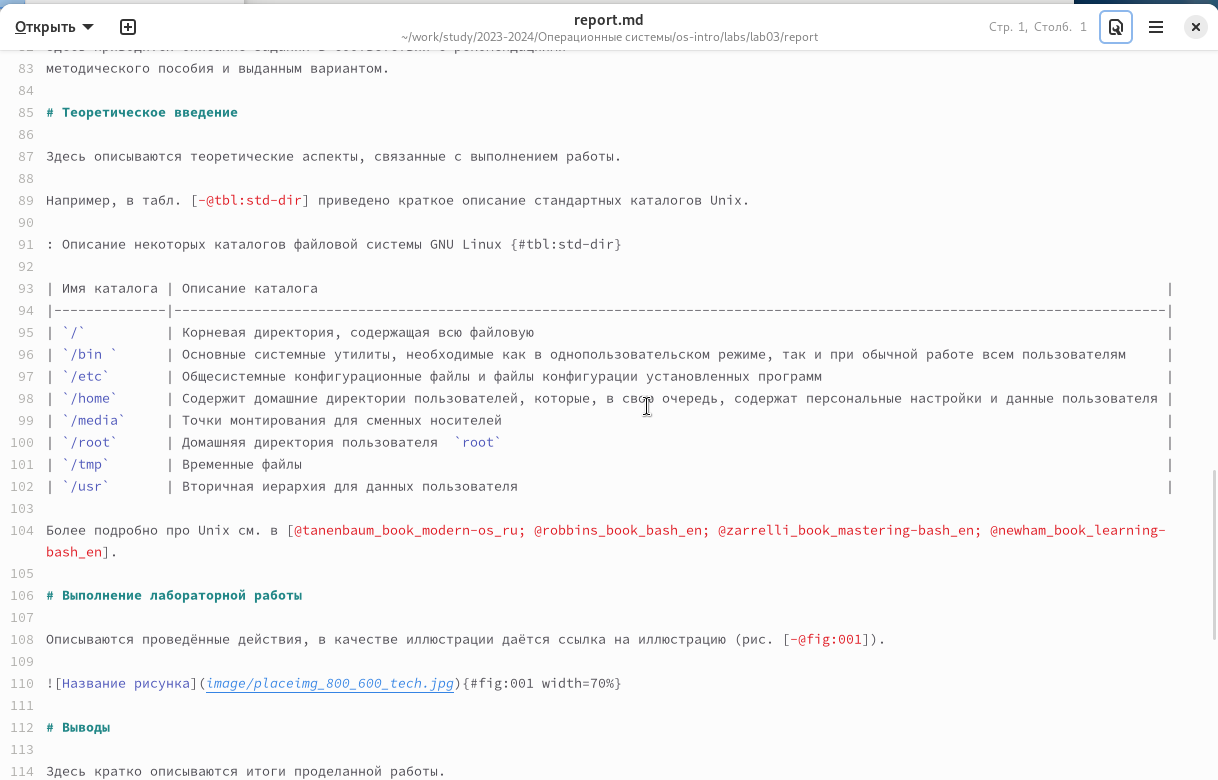 Открыть
report.md
~/work/study/2023-2024/Операционные системы/os-intro/labs/lab03/report
Стр. 1, Столб. 1
83 методического пособия и выданным вариантом.
84
85 # Теоретическое введение
86
87 Здесь описываются теоретические аспекты, связанные с выполнением работы.
88
89 Например, в табл. [-@tbl:std-dir] приведено краткое описание стандартных каталогов Unix.
90
91 : Описание некоторых каталогов файловой системы GNU Linux {#tbl:std-dir}
92
93 | Имя каталога | Описание каталога |
94 |--------------|----------------------------------------------------------------------------------------------------------------------------|
95 | `/` | Корневая директория, содержащая всю файловую |
96 | `/bin ` | Основные системные утилиты, необходимые как в однопользовательском режиме, так и при обычной работе всем пользователям |
97 | `/etc` | Общесистемные конфигурационные файлы и файлы конфигурации установленных программ |
98 | `/home` | Содержит домашние директории пользователей, которые, в свою очередь, содержат персональные настройки и данные пользователя |
99 | `/media` | Точки монтирования для сменных носителей |
100 | `/root` | Домашняя директория пользователя  `root` |
101 | `/tmp` | Временные файлы |
102 | `/usr` | Вторичная иерархия для данных пользователя |
103
104 Более подробно про Unix см. в [@tanenbaum_book_modern-os_ru; @robbins_book_bash_en; @zarrelli_book_mastering-bash_en; @newham_book_learning-
bash_en].
105
106 # Выполнение лабораторной работы
107
108 Описываются проведённые действия, в качестве иллюстрации даётся ссылка на иллюстрацию (рис. [-@fig:001]).
109
110 ![Название рисунка](image/placeimg_800_600_tech.jpg){#fig:001 width=70%}
111
112 # Выводы
113
114 Здесь кратко описываются итоги проделанной работы.